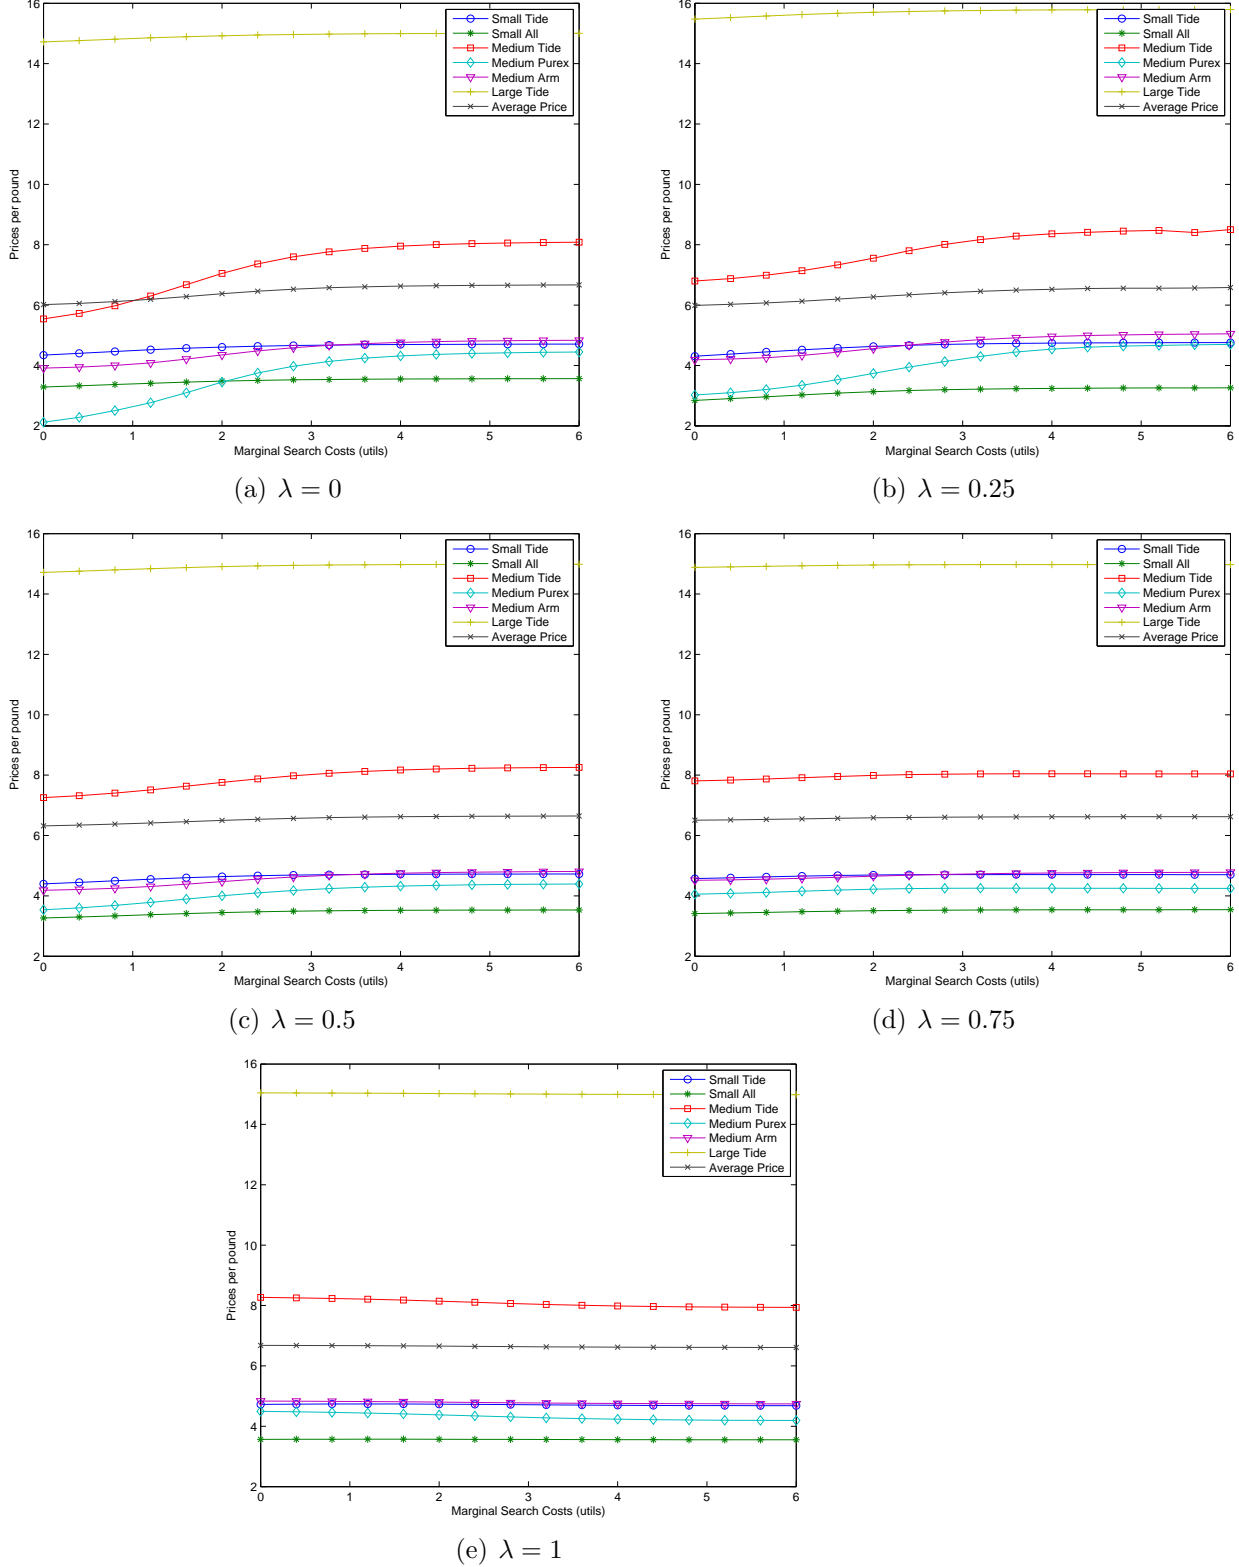 16
14
12
10
8
6
4
2
0 1 2 3 4 5 6
Prices per pound
Marginal Search Costs (utils)
Small Tide
Small All
Medium Tide
Medium Purex
Medium Arm
Large Tide
Average Price
(a) λ = 0
16
14
12
10
8
6
4
2
0 1 2 3 4 5 6
Prices per pound
Marginal Search Costs (utils)
Small Tide
Small All
Medium Tide
Medium Purex
Medium Arm
Large Tide
Average Price
(b) λ = 0.25
16
14
12
10
8
6
4
2
0 1 2 3 4 5 6
Prices per pound
Marginal Search Costs (utils)
Small Tide
Small All
Medium Tide
Medium Purex
Medium Arm
Large Tide
Average Price
(c) λ = 0.5
16
14
12
10
8
6
4
2
0 1 2 3 4 5 6
Prices per pound
Marginal Search Costs (utils)
Small Tide
Small All
Medium Tide
Medium Purex
Medium Arm
Large Tide
Average Price
(d) λ = 0.75
16
14
12
10
8
6
4
2
0 1 2 3 4 5 6
Prices per pound
Marginal Search Costs (utils)
Small Tide
Small All
Medium Tide
Medium Purex
Medium Arm
Large Tide
Average Price
(e) λ = 1